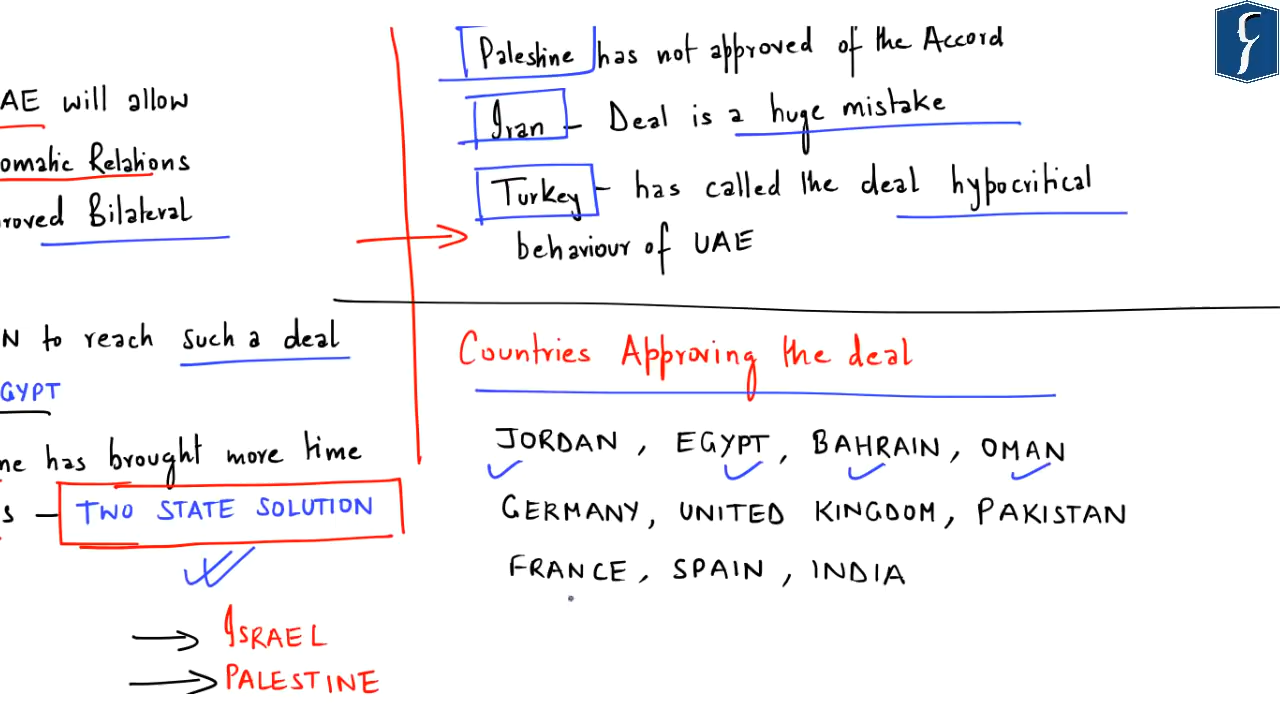 AE will allow
omatic Relations
roved Bilateral
N to reach such a deal
GYPT
ne has brought more time
s – TWO STATE SOLUTION
→ ISRAEL
→ PALESTINE
Palestine has not approved of the Accord
Iran – Deal is a huge mistake
Turkey – has called the deal hypocritical
behaviour of UAE
Countries Approving the deal
JORDAN, EGYPT, BAHRAIN, OMAN
GERMANY, UNITED KINGDOM, PAKISTAN
FRANCE, SPAIN, INDIA